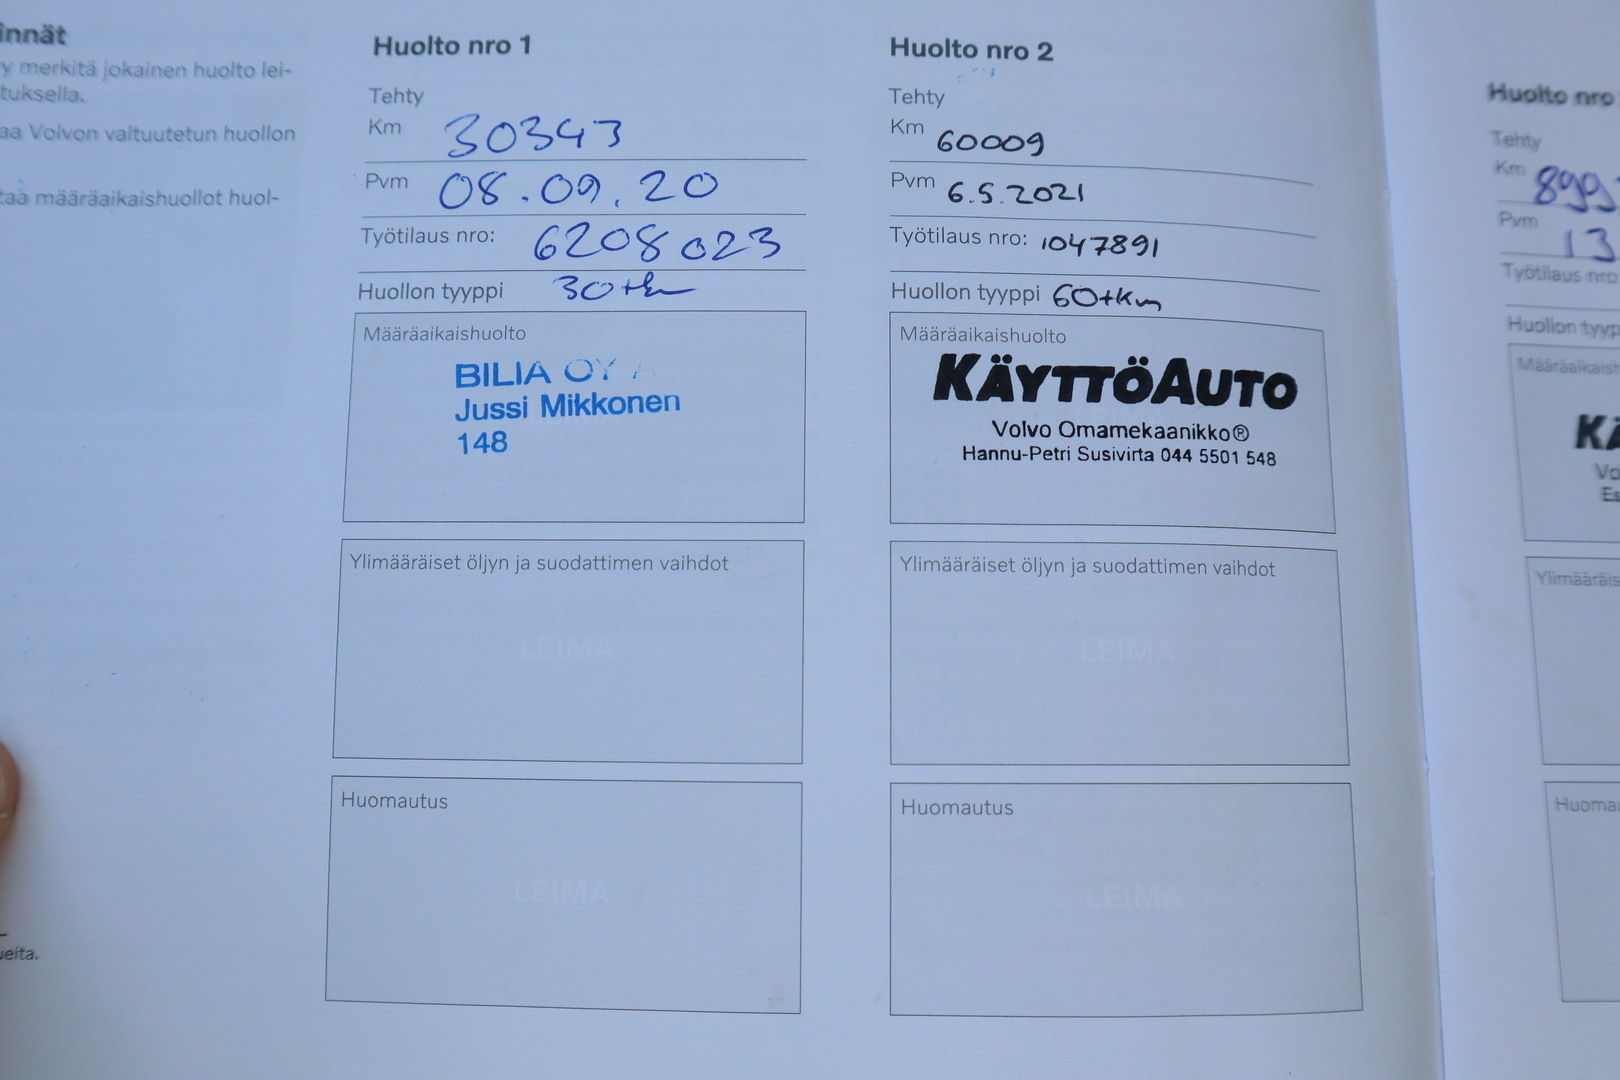 innät
y merkitä jokainen huolto lei-
tuksella.
aa Volvon valtuutetun huollon
taa määräaikaishuollot huol-
ueita.
Huolto nro 1
Tehty
Km 30343
Pvm 08.09.20
Työtilaus nro: 6208023
Huollon tyyppi 30tkm
Määräaikaishuolto
BILIA OY
Jussi Mikkonen
148
Ylimääräiset öljyn ja suodattimen vaihdot
LEIMA
Huomautus
LEIMA
Huolto nro 2
Tehty
Km 60009
Pvm 6.5.2021
Työtilaus nro: 1047891
Huollon tyyppi 60tkm
Määräaikaishuolto
KÄYTTÖAUTO
Volvo Omamekaanikko®
Hannu-Petri Susivirta 044 5501 548
Ylimääräiset öljyn ja suodattimen vaihdot
LEIMA
Huomautus
LEIMA
Huolto nro
Tehty
Km 899
Pvm 13
Työtilaus nro
Huollon tyyp
Määräaikaish
KÄ
Vo
Es
Ylimääräis
Huoma